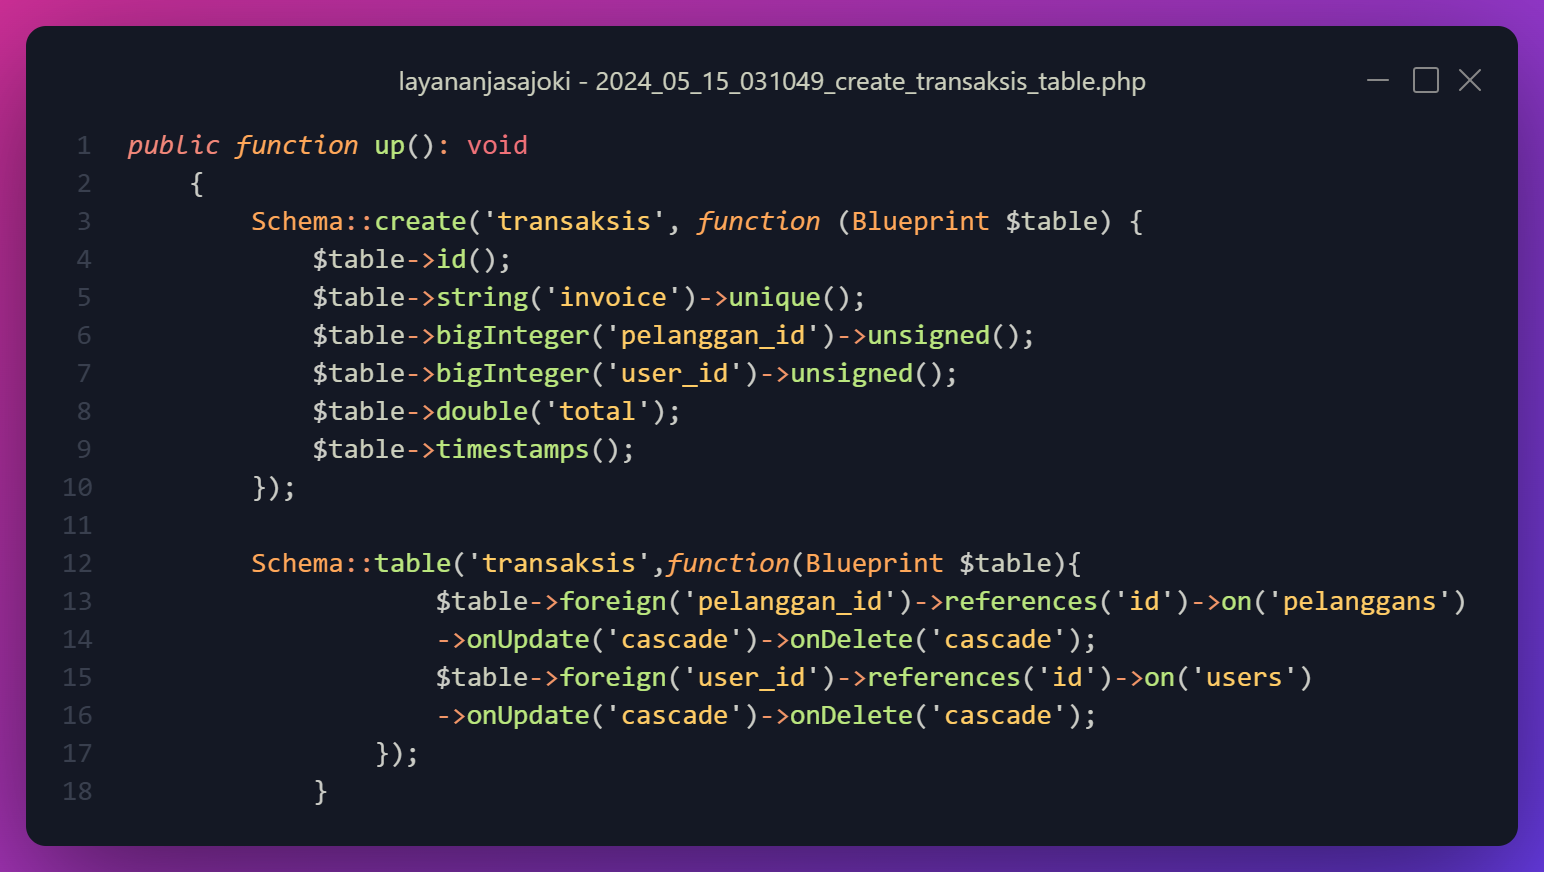 layananjasajoki - 2024_05_15_031049_create_transaksis_table.php
1 public function up(): void
2     {
3         Schema::create('transaksis', function (Blueprint $table) {
4             $table->id();
5             $table->string('invoice')->unique();
6             $table->bigInteger('pelanggan_id')->unsigned();
7             $table->bigInteger('user_id')->unsigned();
8             $table->double('total');
9             $table->timestamps();
10         });
11
12         Schema::table('transaksis',function(Blueprint $table){
13                     $table->foreign('pelanggan_id')->references('id')->on('pelanggans')
14                     ->onUpdate('cascade')->onDelete('cascade');
15                     $table->foreign('user_id')->references('id')->on('users')
16                     ->onUpdate('cascade')->onDelete('cascade');
17                 });
18             }